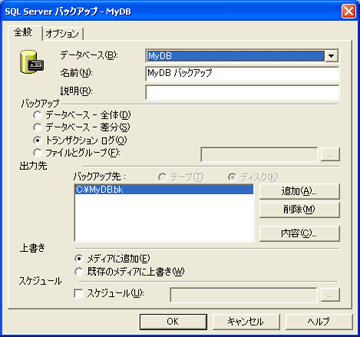 SQL Server バックアップ - MyDB
全般 オプション
データベース(B): MyDB
名前(N): MyDB バックアップ
説明(R):
バックアップ
データベース - 全体(D)
データベース - 差分(S)
トランザクション ログ(O)
ファイルとグループ(F): ...
出力先
バックアップ先 : テープ(T) ディスク(K)
C:¥MyDB.bk
追加(A)...
削除(M)
内容(C)...
上書き
メディアに追加(E)
既存のメディアに上書き(W)
スケジュール
スケジュール(U): ...
OK キャンセル ヘルプ